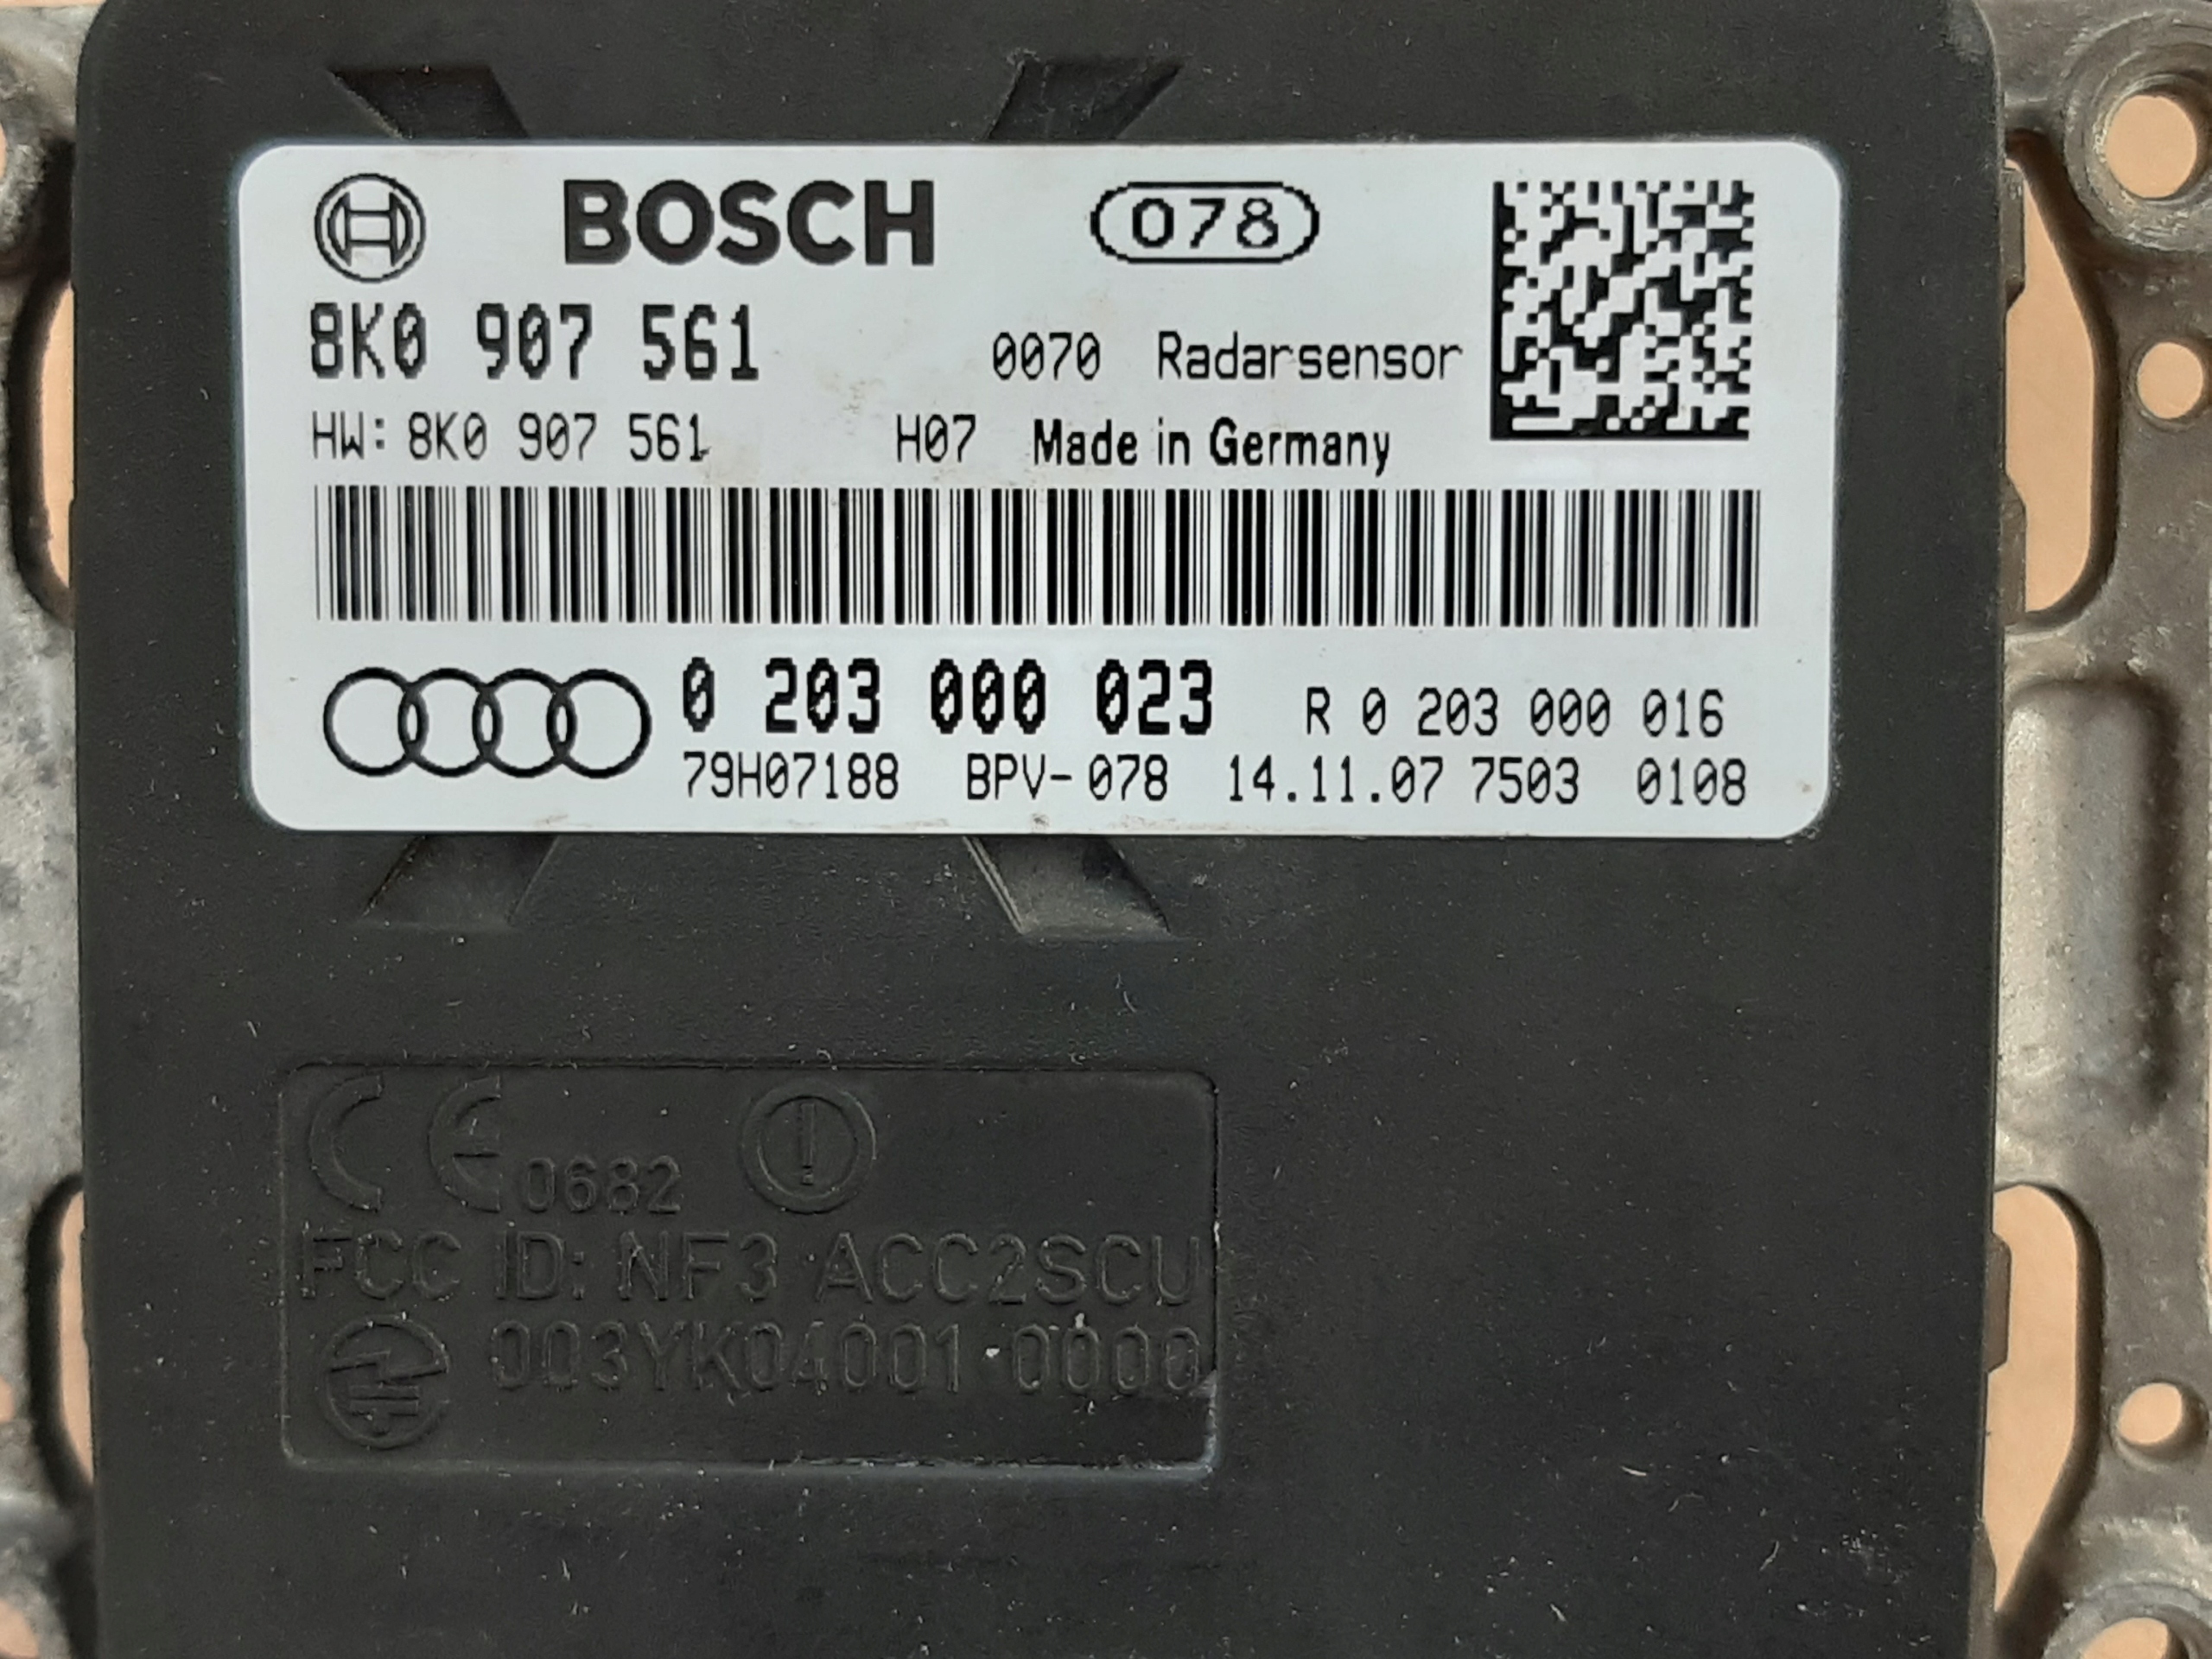 BOSCH 078
8K0 907 561 0070 Radarsensor
HW: 8K0 907 561 H07 Made in Germany
0 203 000 023 R 0 203 000 016
79H07188 BPV-078 14.11.07 7503 0108
CE 0682
FCC ID: NF3 ACC2SCU
003YK04001-0000